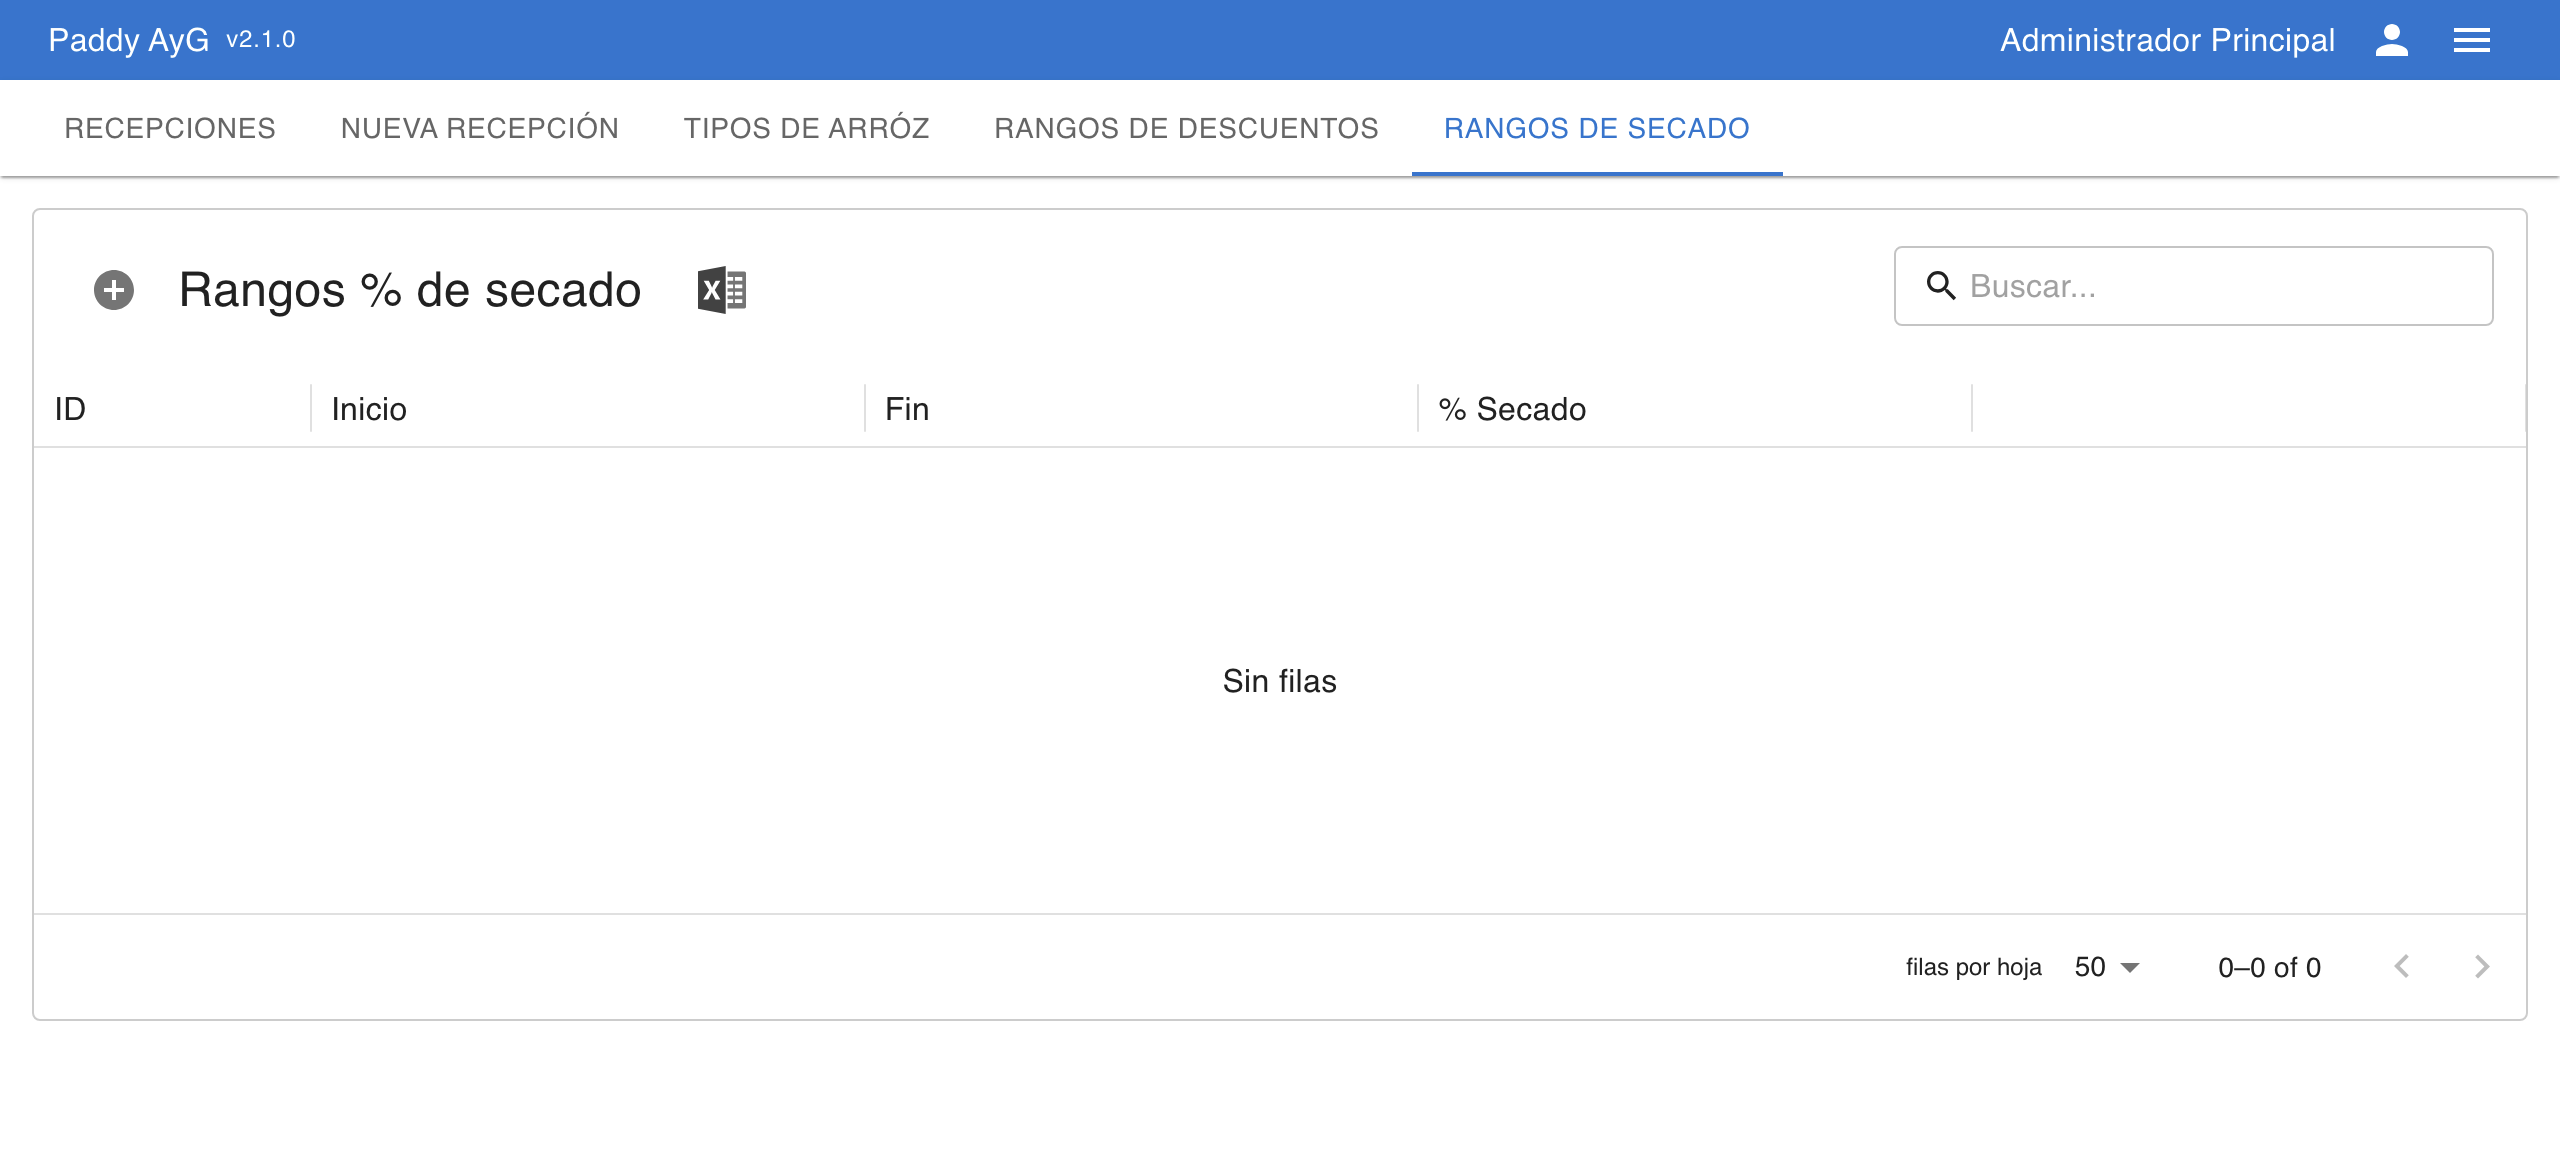 Paddy AyG v2.1.0 Administrador Principal
RECEPCIONES NUEVA RECEPCIÓN TIPOS DE ARRÓZ RANGOS DE DESCUENTOS RANGOS DE SECADO
Rangos % de secado Buscar...
ID Inicio Fin % Secado
Sin filas
filas por hoja 50 0–0 of 0